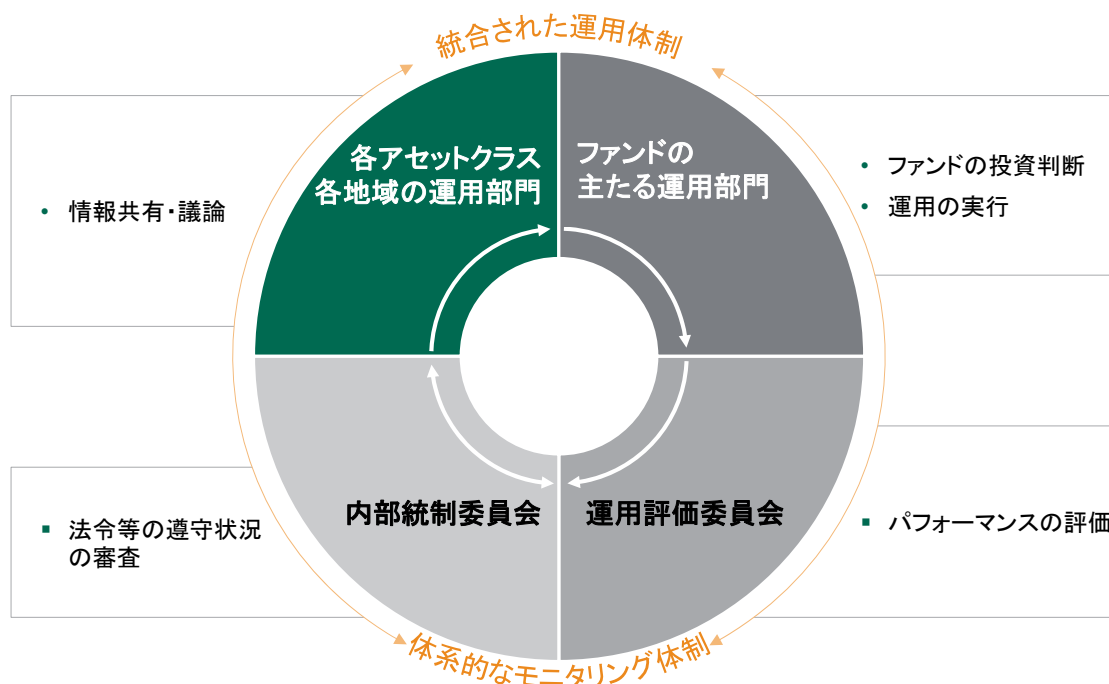 統合された運用体制
各アセットクラス
各地域の運用部門
ファンドの
主たる運用部門
• 情報共有・議論
• ファンドの投資判断
• 運用の実行
内部統制委員会
運用評価委員会
▪ 法令等の遵守状況
の審査
▪ パフォーマンスの評価
体系的なモニタリング体制